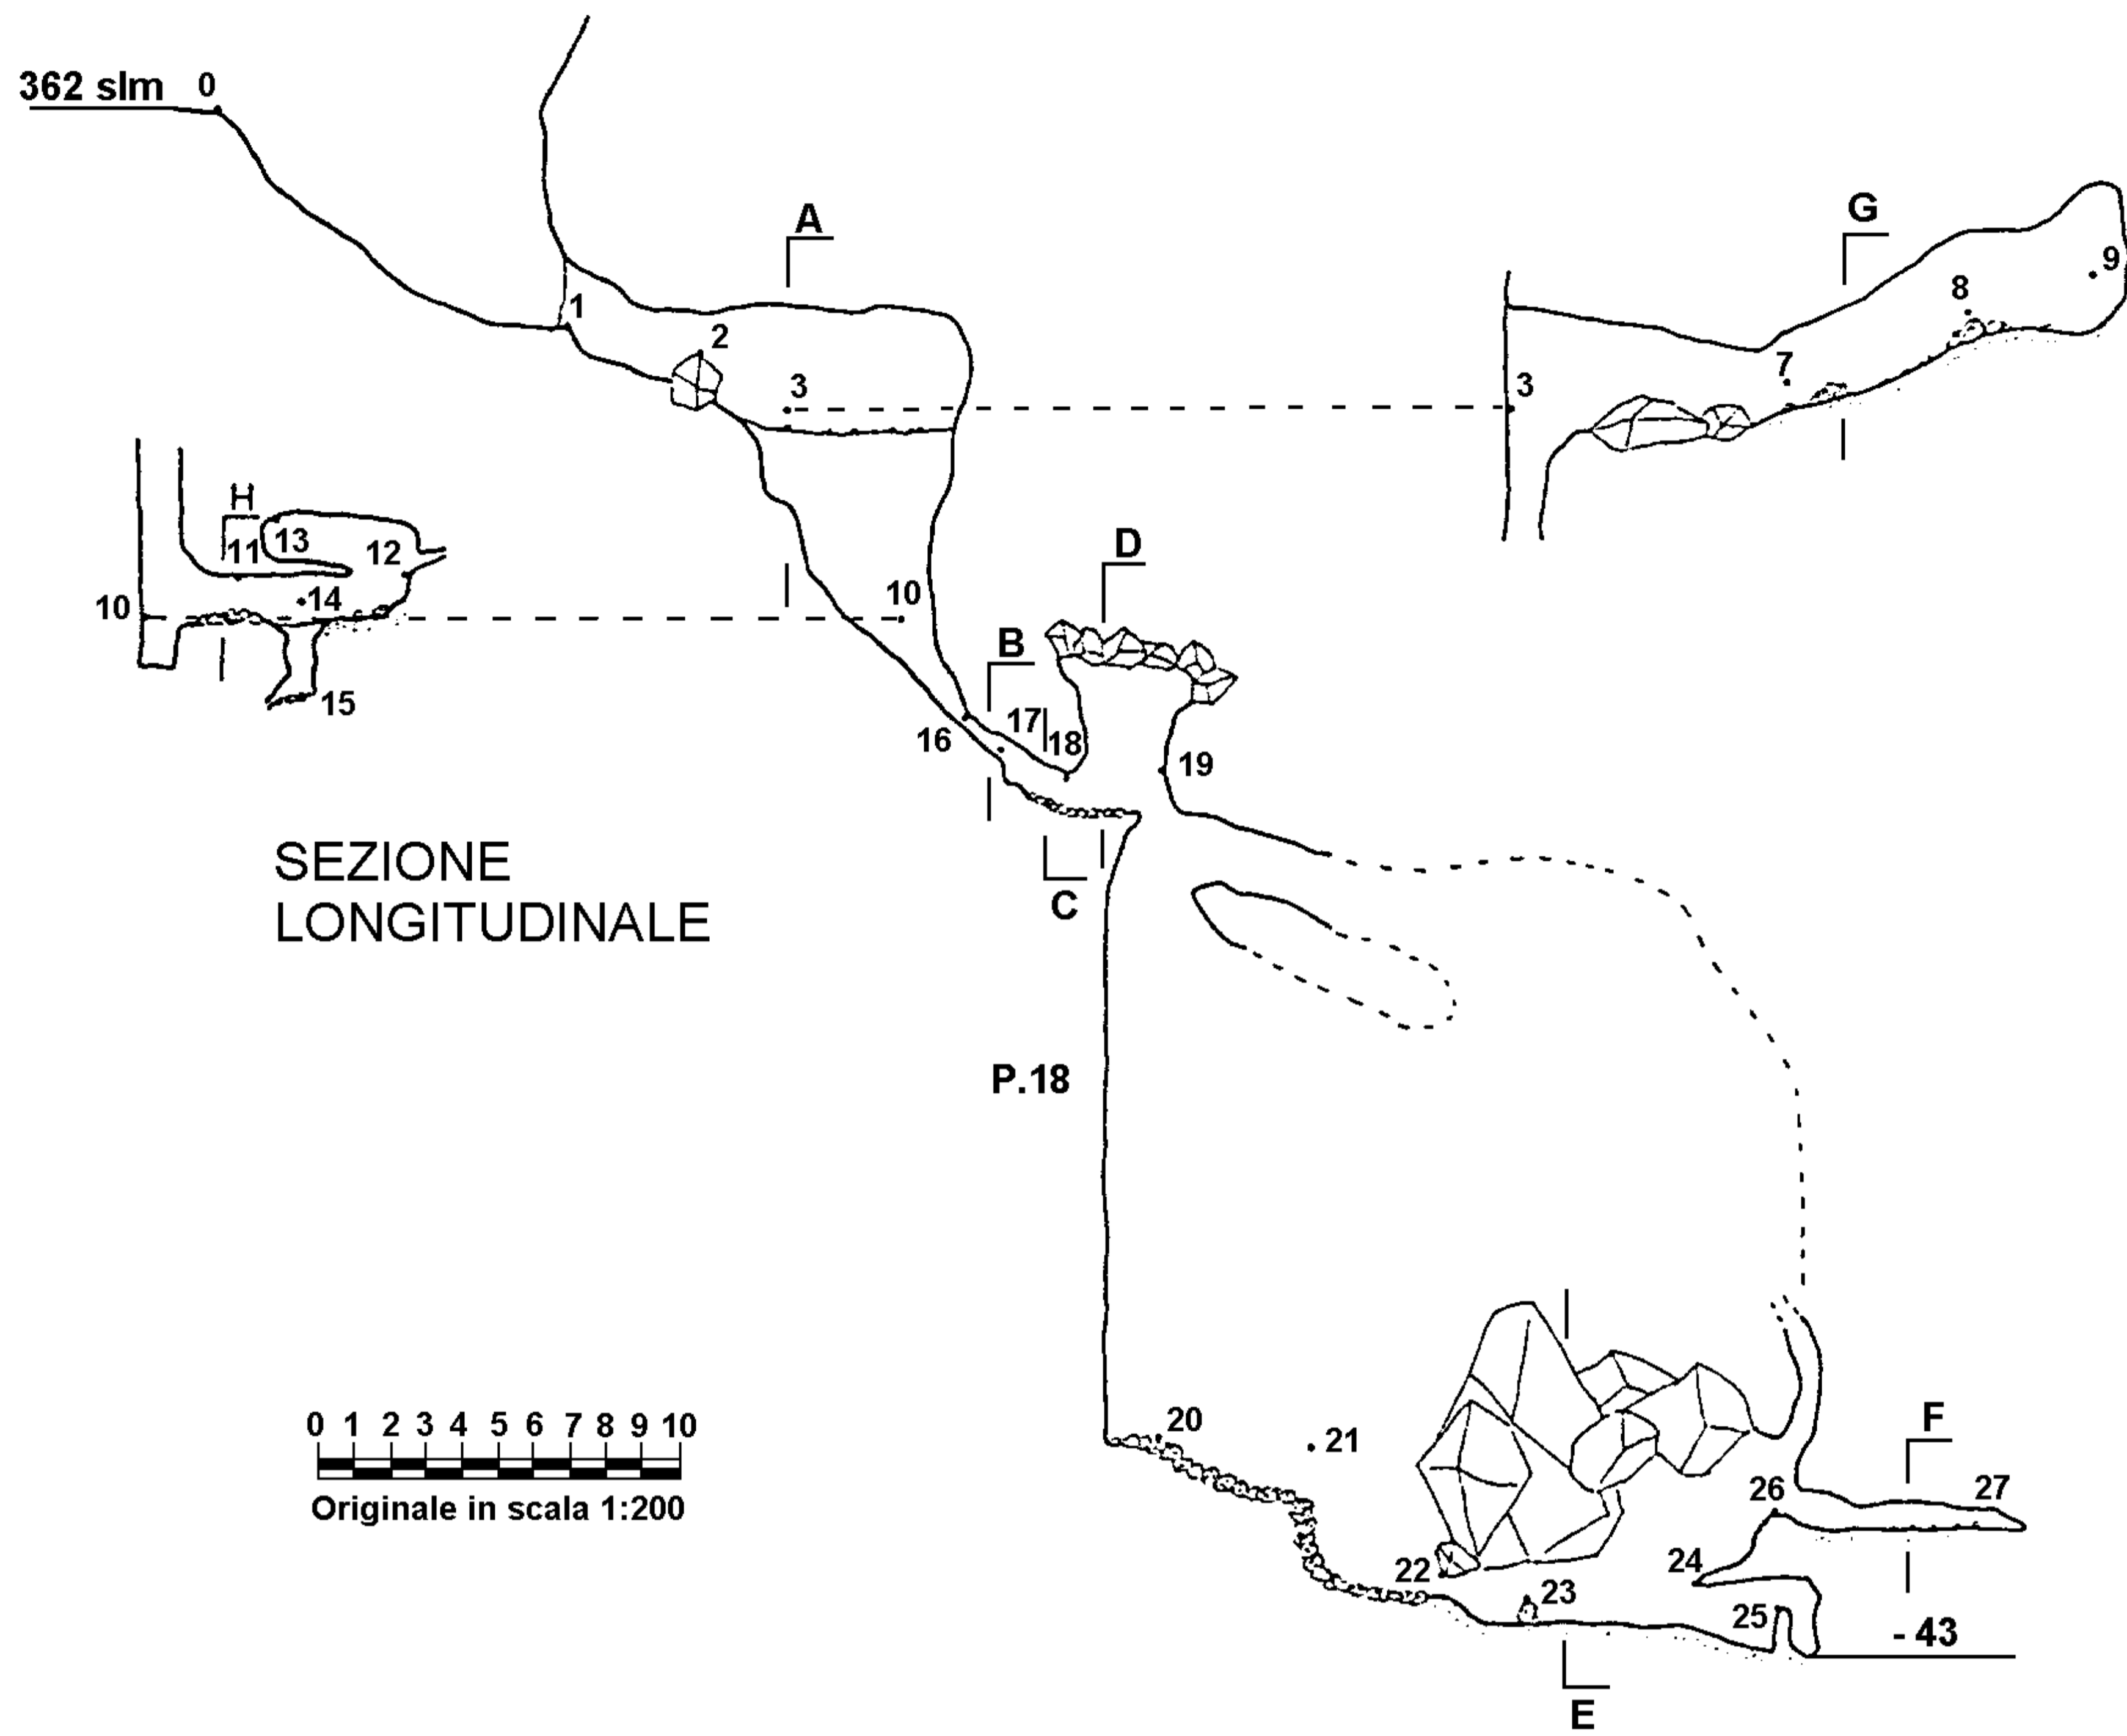 362 slm 0
A
G
1
2
9
8
3
7
3
H
11 13 12
D
10
14
10
B
15
16
17
18
19
SEZIONE
LONGITUDINALE
C
P.18
0 1 2 3 4 5 6 7 8 9 10
Originale in scala 1:200
20
21
F
26
27
22
24
23
25
- 43
E